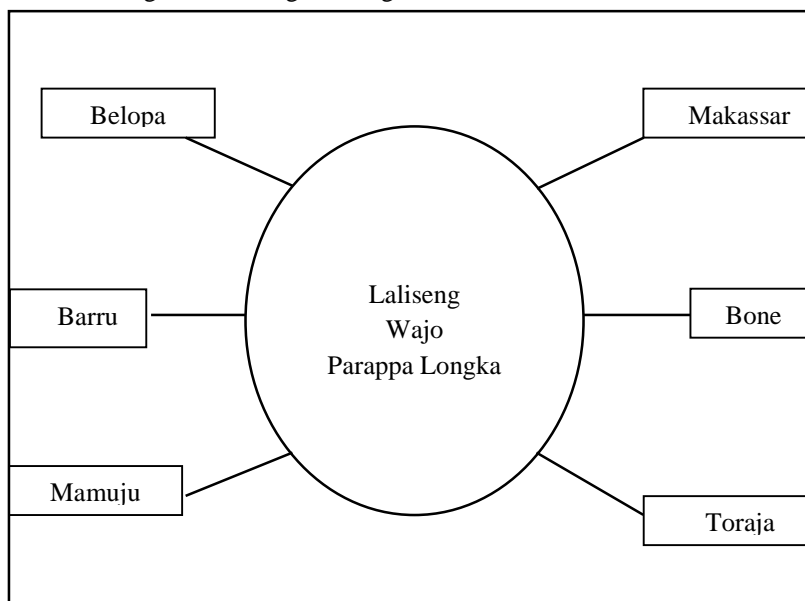 Belopa
Makassar
Laliseng
Wajo
Parappa Longka
Barru
Bone
Mamuju
Toraja